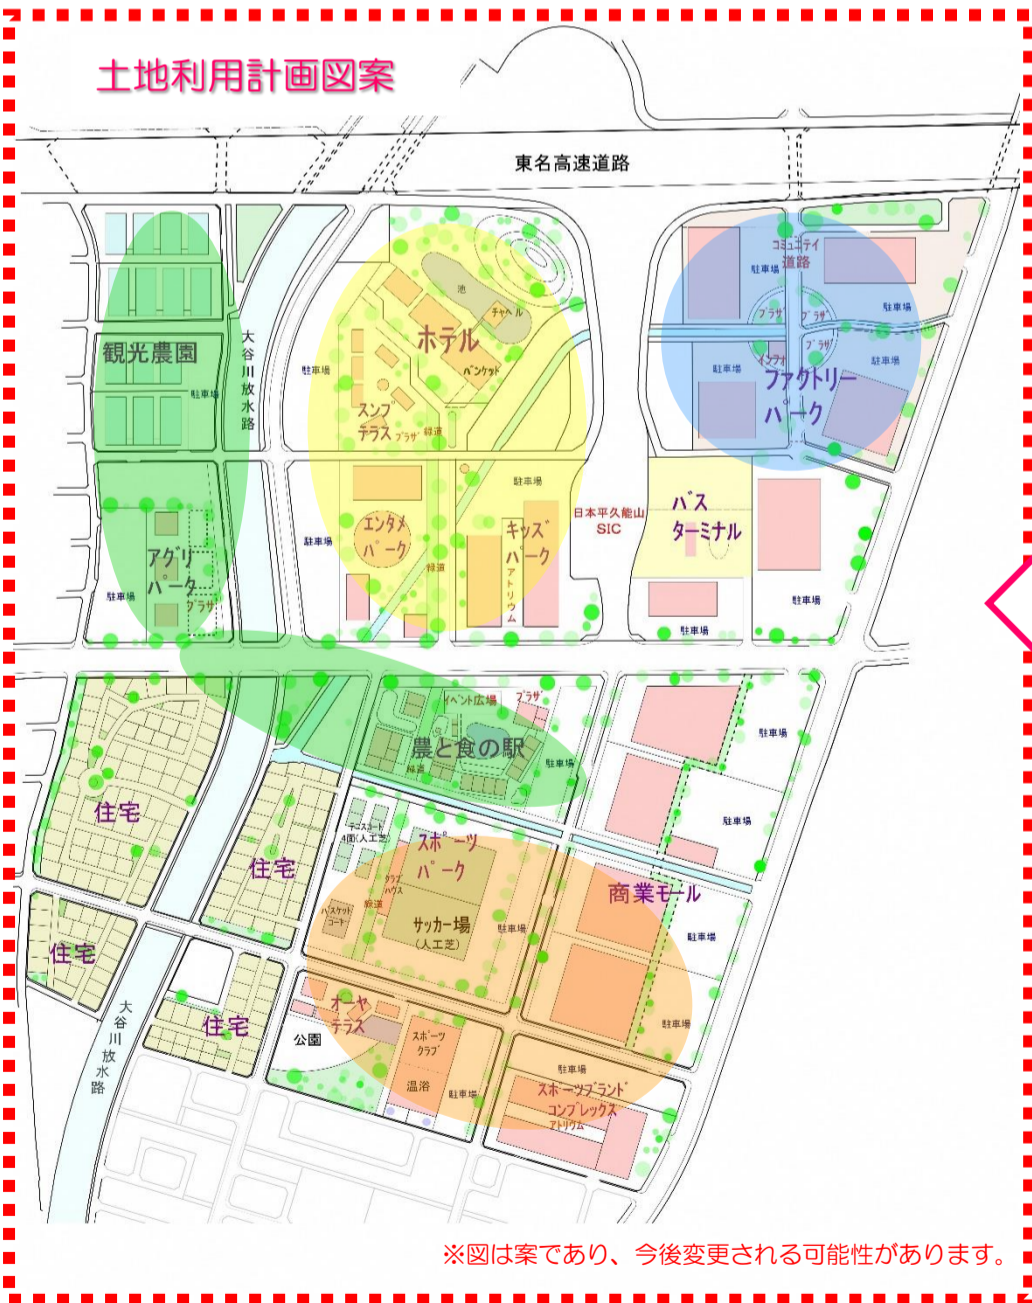 土地利用計画図案
東名高速道路
コミュニティ
道路
駐車場
駐車場
プラザ
プラザ
プラザ
インフォ
駐車場
駐車場
ファクトリー
パーク
池
チャペル
ホテル
バンケット
駐車場
スンプ
テラス
プラザ
緑道
観光農園
駐車場
大谷川放水路
駐車場
エンタメ
パーク
駐車場
キッズ
パーク
アトリウム
緑道
日本平久能山
SIC
バス
ターミナル
駐車場
駐車場
アグリ
パーク
プラザ
駐車場
イベント広場
プラザ
農と食の駅
緑道
駐車場
駐車場
駐車場
住宅
住宅
住宅
住宅
テニスコート
4面(人工芝)
スポーツ
パーク
クラブ
ハウス
緑道
バスケット
コート
サッカー場
(人工芝)
駐車場
商業モール
駐車場
駐車場
大谷川放水路
オーヤ
テラス
公園
スポーツ
クラブ
温浴
駐車場
駐車場
スポーツブランド
コンプレックス
アトリウム
※図は案であり、今後変更される可能性があります。